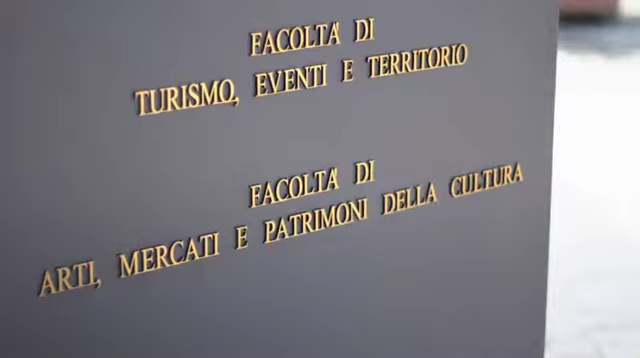 FACOLTÀ DI
TURISMO, EVENTI E TERRITORIO
FACOLTÀ DI
ARTI, MERCATI E PATRIMONI DELLA CULTURA